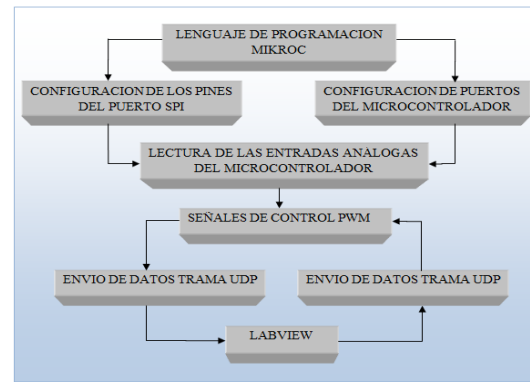 LENGUAJE DE PROGRAMACION
MIKROC
CONFIGURACION DE LOS PINES
DEL PUERTO SPI
CONFIGURACION DE PUERTOS
DEL MICROCONTROLADOR
LECTURA DE LAS ENTRADAS ANÀLOGAS
DEL MICROCONTROLADOR
SEÑALES DE CONTROL PWM
ENVIO DE DATOS TRAMA UDP
ENVIO DE DATOS TRAMA UDP
LABVIEW